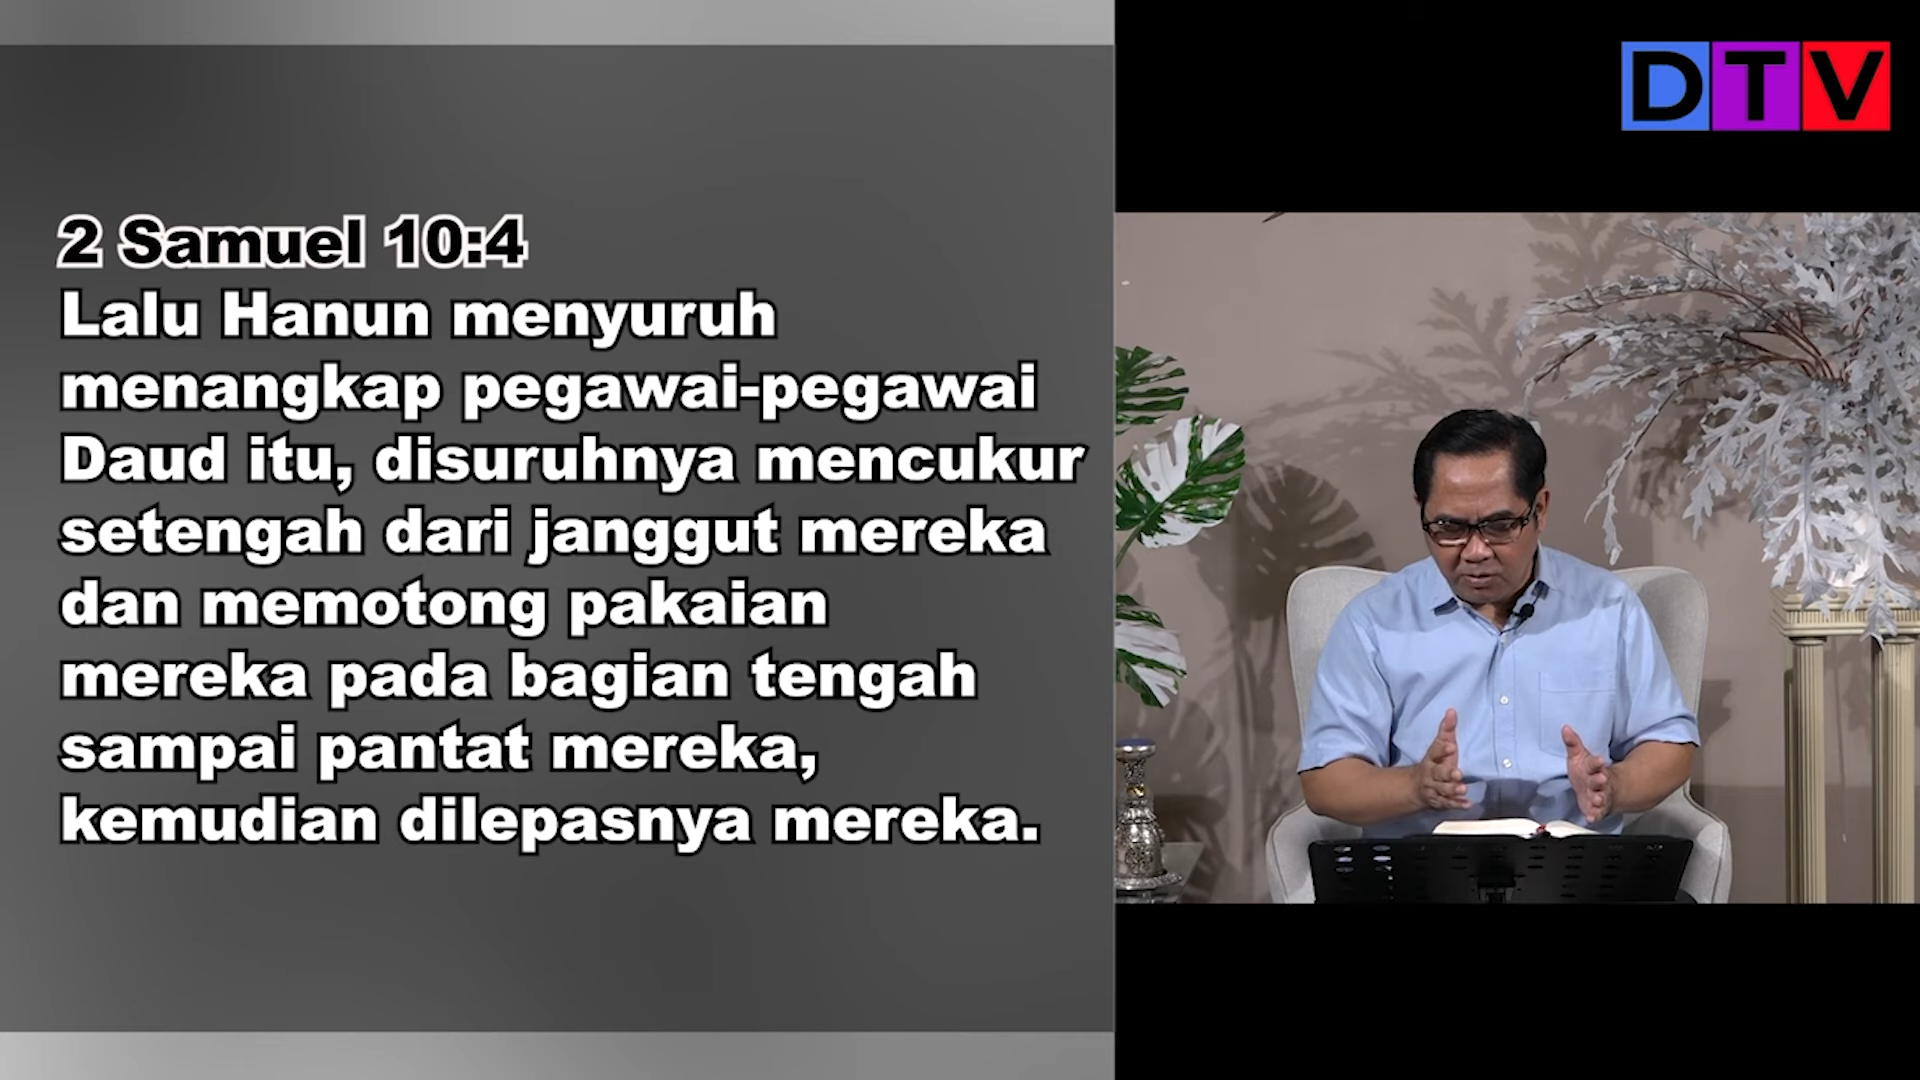 2 Samuel 10:4
Lalu Hanun menyuruh
menangkap pegawai-pegawai
Daud itu, disuruhnya mencukur
setengah dari janggut mereka
dan memotong pakaian
mereka pada bagian tengah
sampai pantat mereka,
kemudian dilepasnya mereka.
DTV